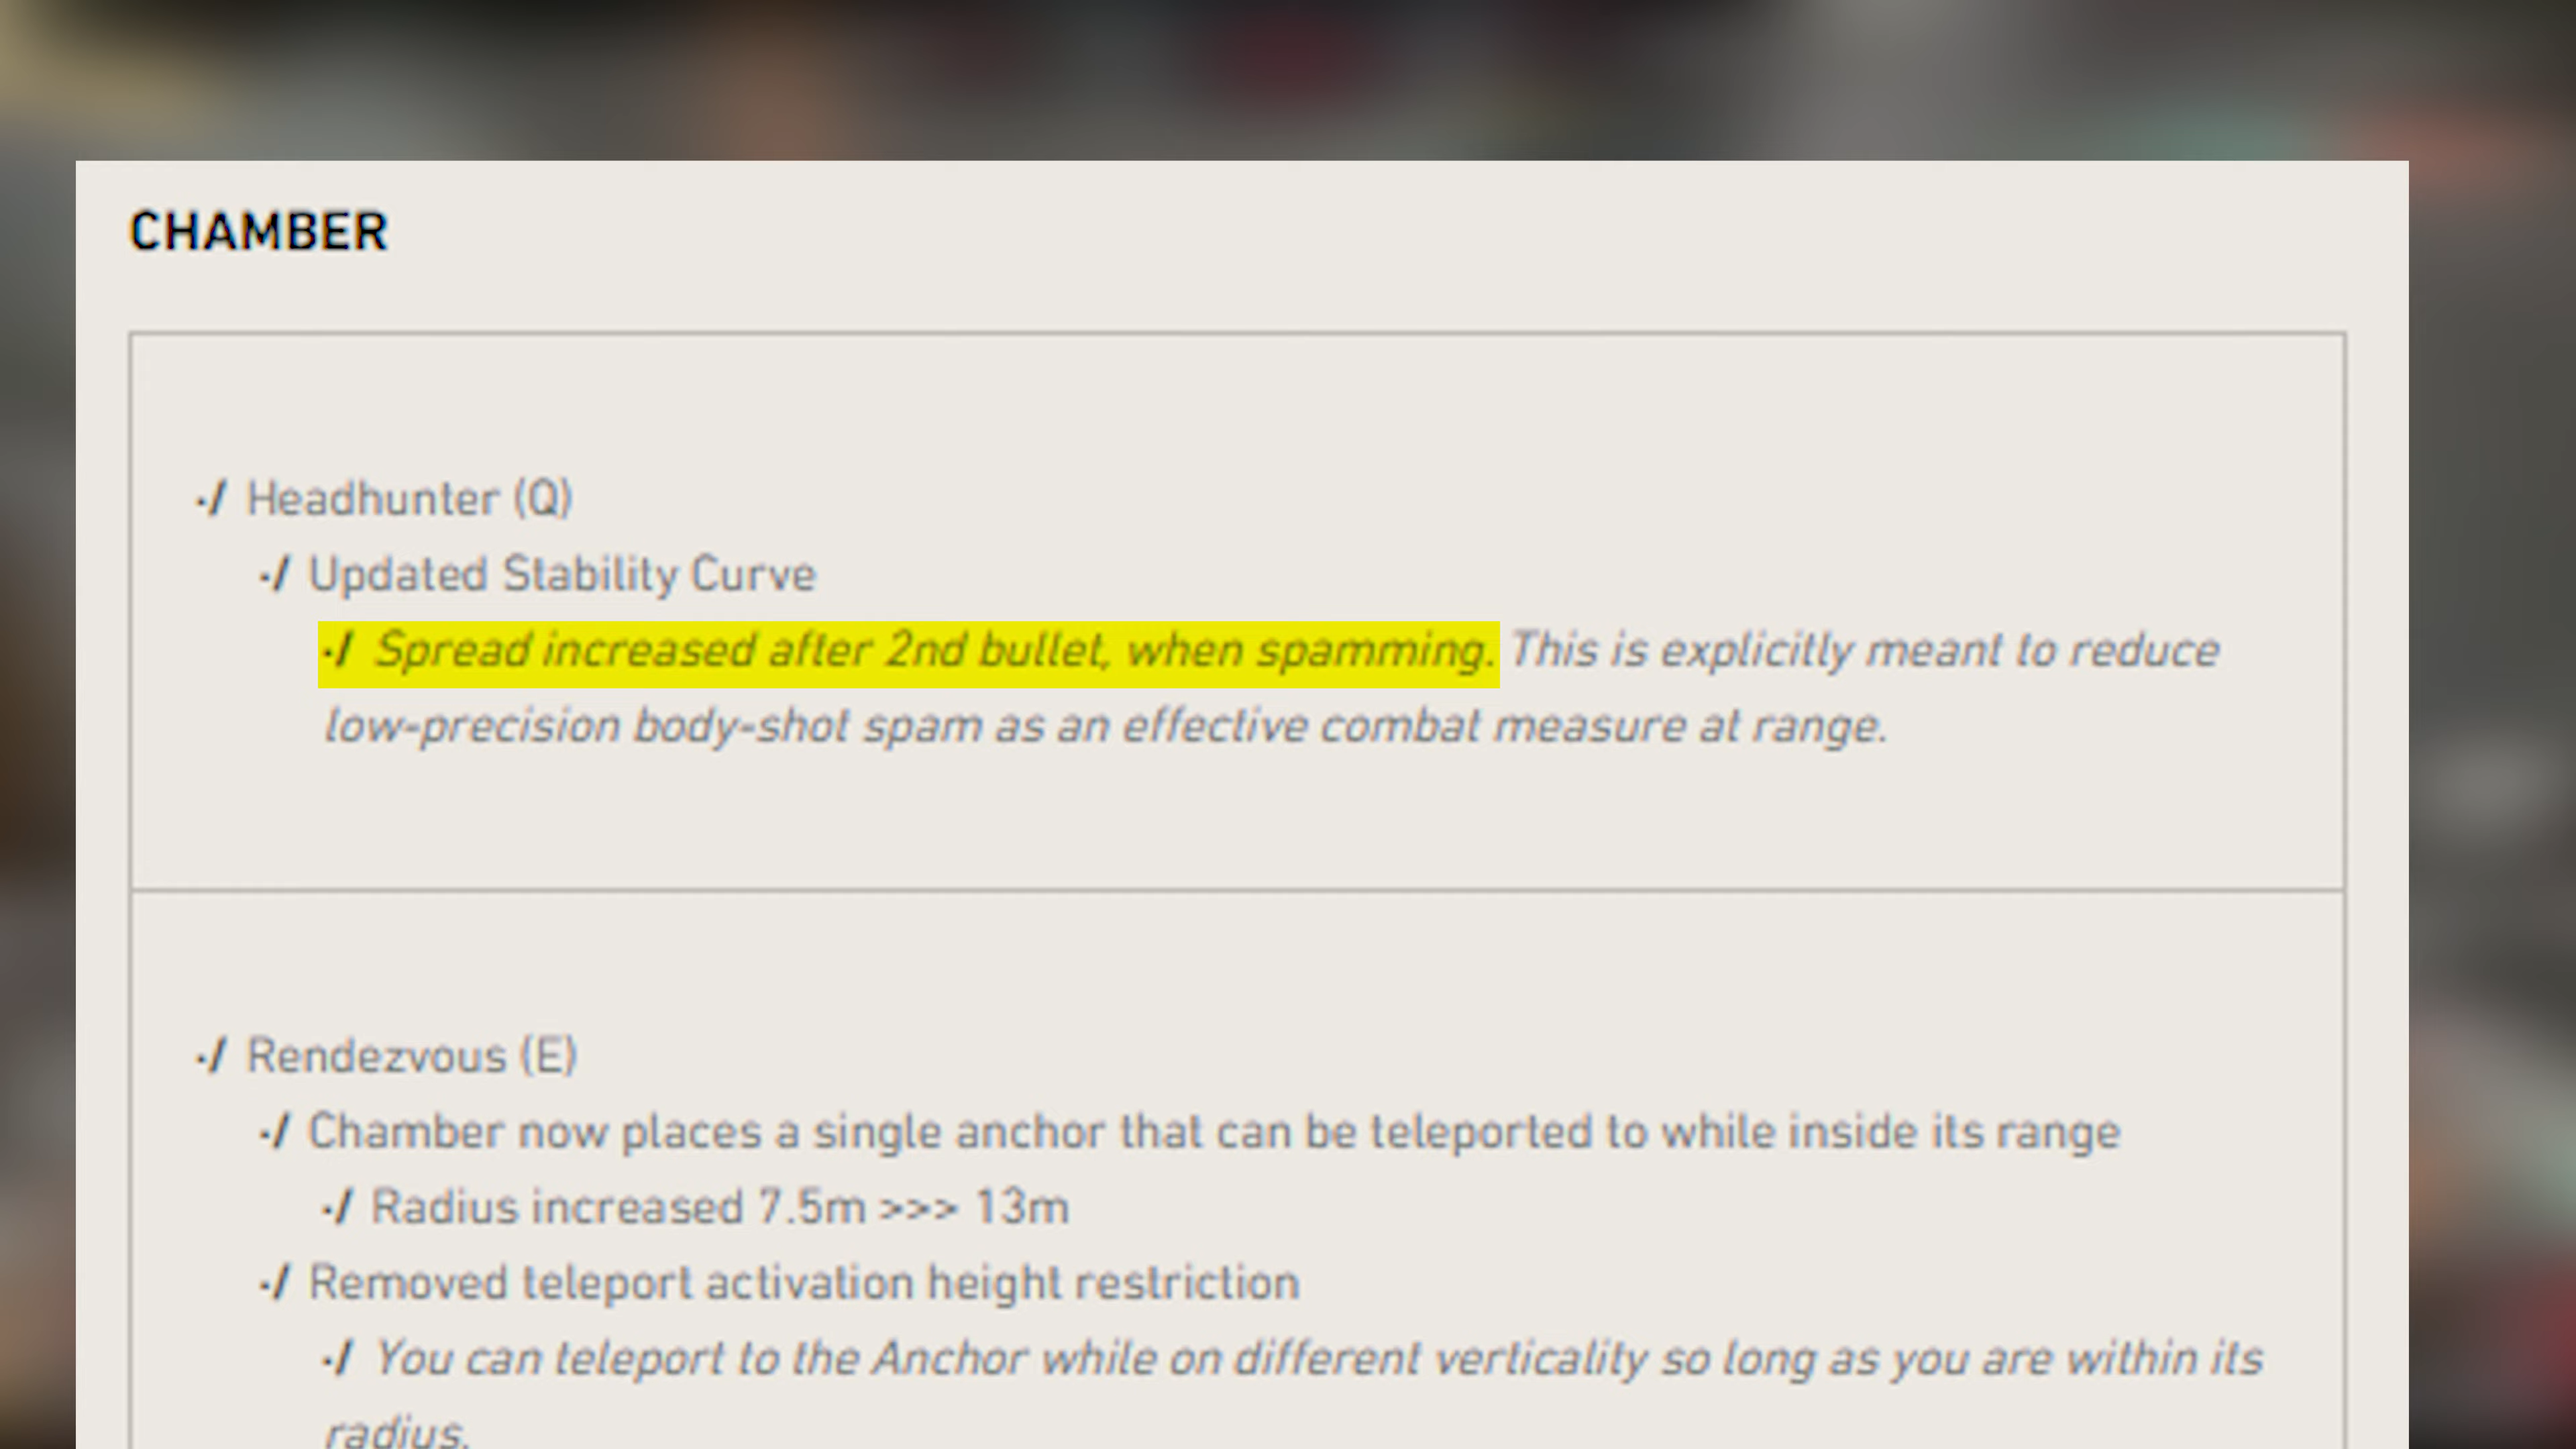 CHAMBER
·/ Headhunter (Q)
·/ Updated Stability Curve
·/ Spread increased after 2nd bullet, when spamming. This is explicitly meant to reduce
low-precision body-shot spam as an effective combat measure at range.
·/ Rendezvous (E)
·/ Chamber now places a single anchor that can be teleported to while inside its range
·/ Radius increased 7.5m >>> 13m
·/ Removed teleport activation height restriction
·/ You can teleport to the Anchor while on different verticality so long as you are within its
radius.